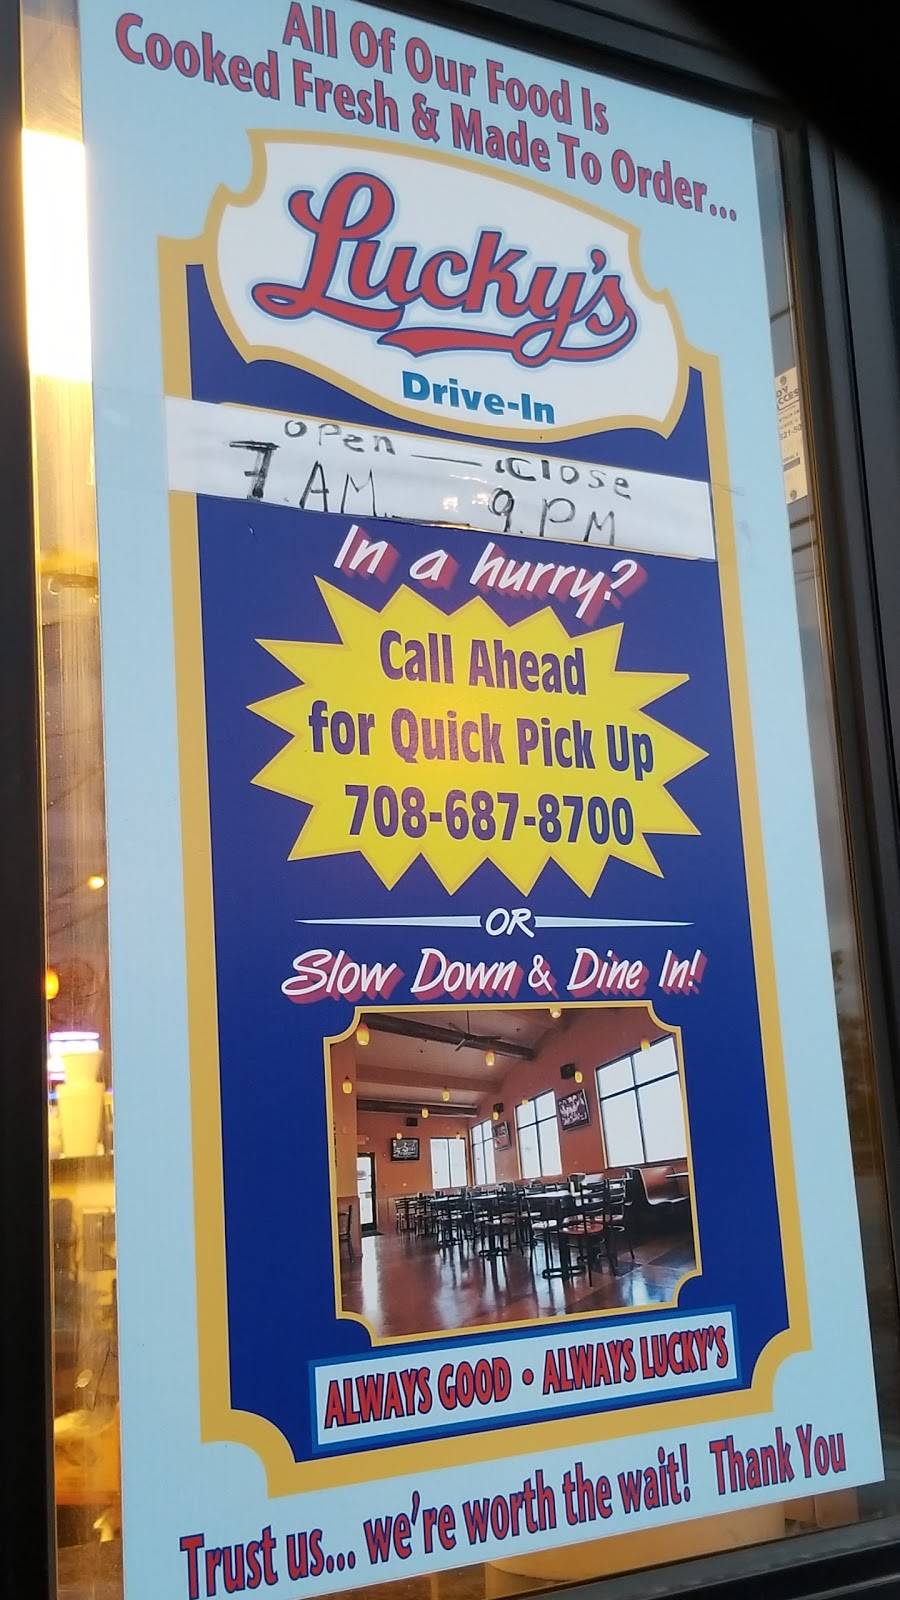 All Of Our Food Is
Cooked Fresh & Made To Order...
Lucky's
Drive-In
open — close
7.AM. — 9.PM
In a hurry?
Call Ahead
for Quick Pick Up
708-687-8700
OR
Slow Down & Dine In!
ALWAYS GOOD • ALWAYS LUCKY'S
Trust us... we're worth the wait! Thank You